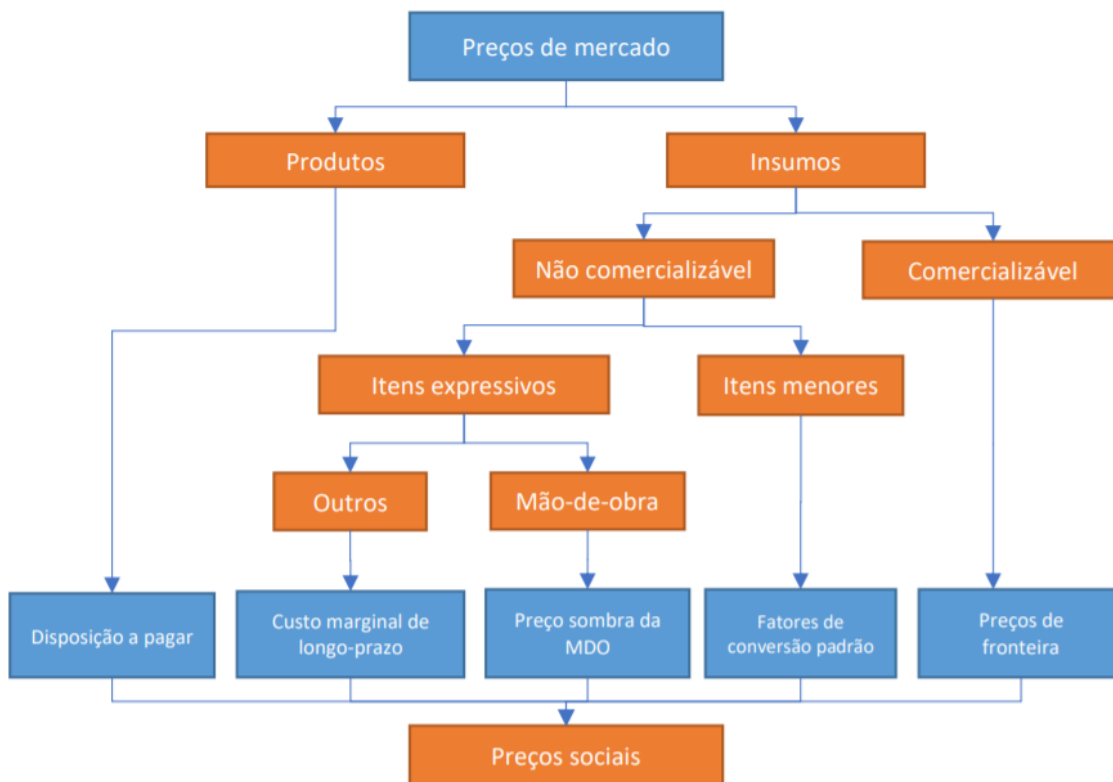 Preços de mercado
Produtos
Insumos
Não comercializável
Comercializável
Itens expressivos
Itens menores
Outros
Mão-de-obra
Disposição a pagar
Custo marginal de
longo-prazo
Preço sombra da
MDO
Fatores de
conversão padrão
Preços de
fronteira
Preços sociais